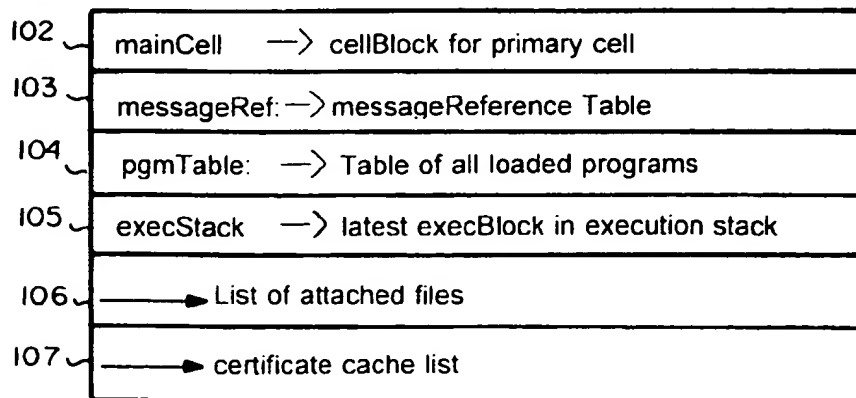 102 mainCell —> cellBlock for primary cell
103 messageRef: —> messageReference Table
104 pgmTable: —> Table of all loaded programs
105 execStack —> latest execBlock in execution stack
106 List of attached files
107 certificate cache list